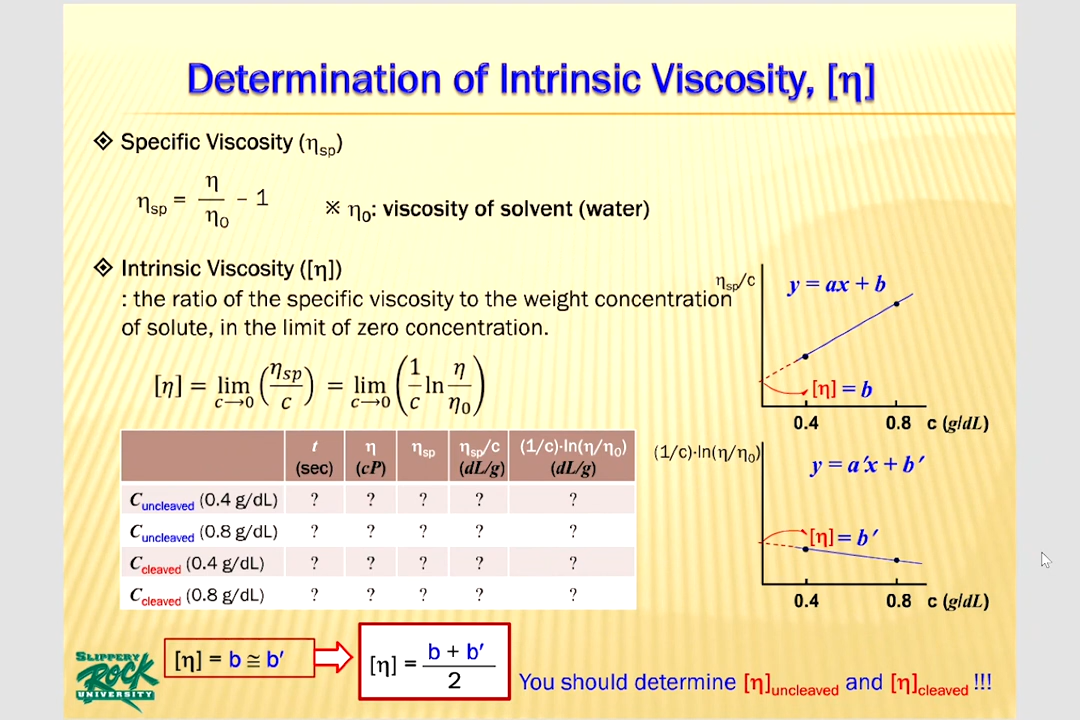 Determination of Intrinsic Viscosity, [η]
Specific Viscosity (ηsp)
ηsp = η/η0 − 1
※ η0: viscosity of solvent (water)
Intrinsic Viscosity ([η])
: the ratio of the specific viscosity to the weight concentration
of solute, in the limit of zero concentration.
[η] = lim c→0 (ηsp/c) = lim c→0 (1/c ln η/η0)
t (sec) η (cP) ηsp ηsp/c (dL/g) (1/c)·ln(η/η0) (dL/g)
Cuncleaved (0.4 g/dL) ? ? ? ? ?
Cuncleaved (0.8 g/dL) ? ? ? ? ?
Ccleaved (0.4 g/dL) ? ? ? ? ?
Ccleaved (0.8 g/dL) ? ? ? ? ?
ηsp/c
y = ax + b
[η] = b
0.4 0.8 c (g/dL)
(1/c)·ln(η/η0)
y = a′x + b′
[η] = b′
0.4 0.8 c (g/dL)
SLIPPERY
ROCK
UNIVERSITY
[η] = b ≅ b′
[η] = b + b′ / 2
You should determine [η]uncleaved and [η]cleaved !!!